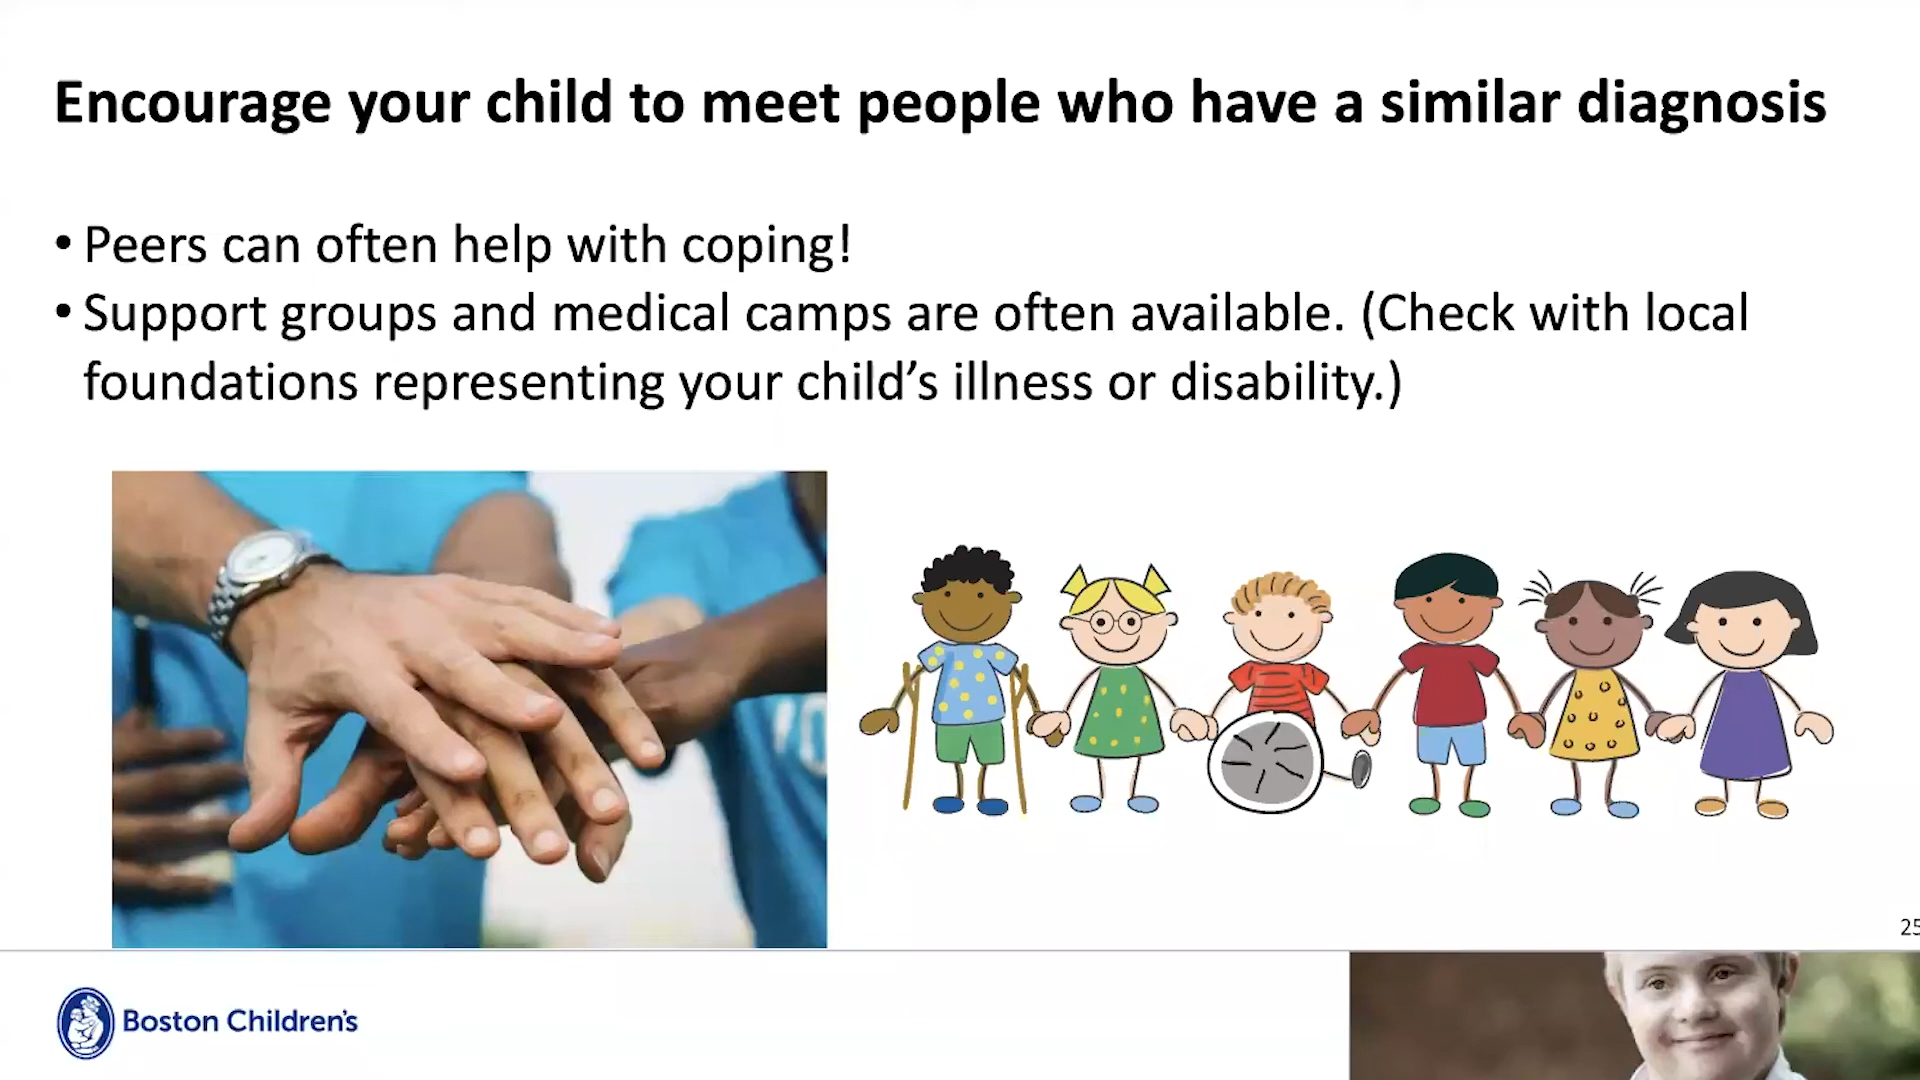 Encourage your child to meet people who have a similar diagnosis
• Peers can often help with coping!
• Support groups and medical camps are often available. (Check with local
foundations representing your child’s illness or disability.)
25
Boston Children's